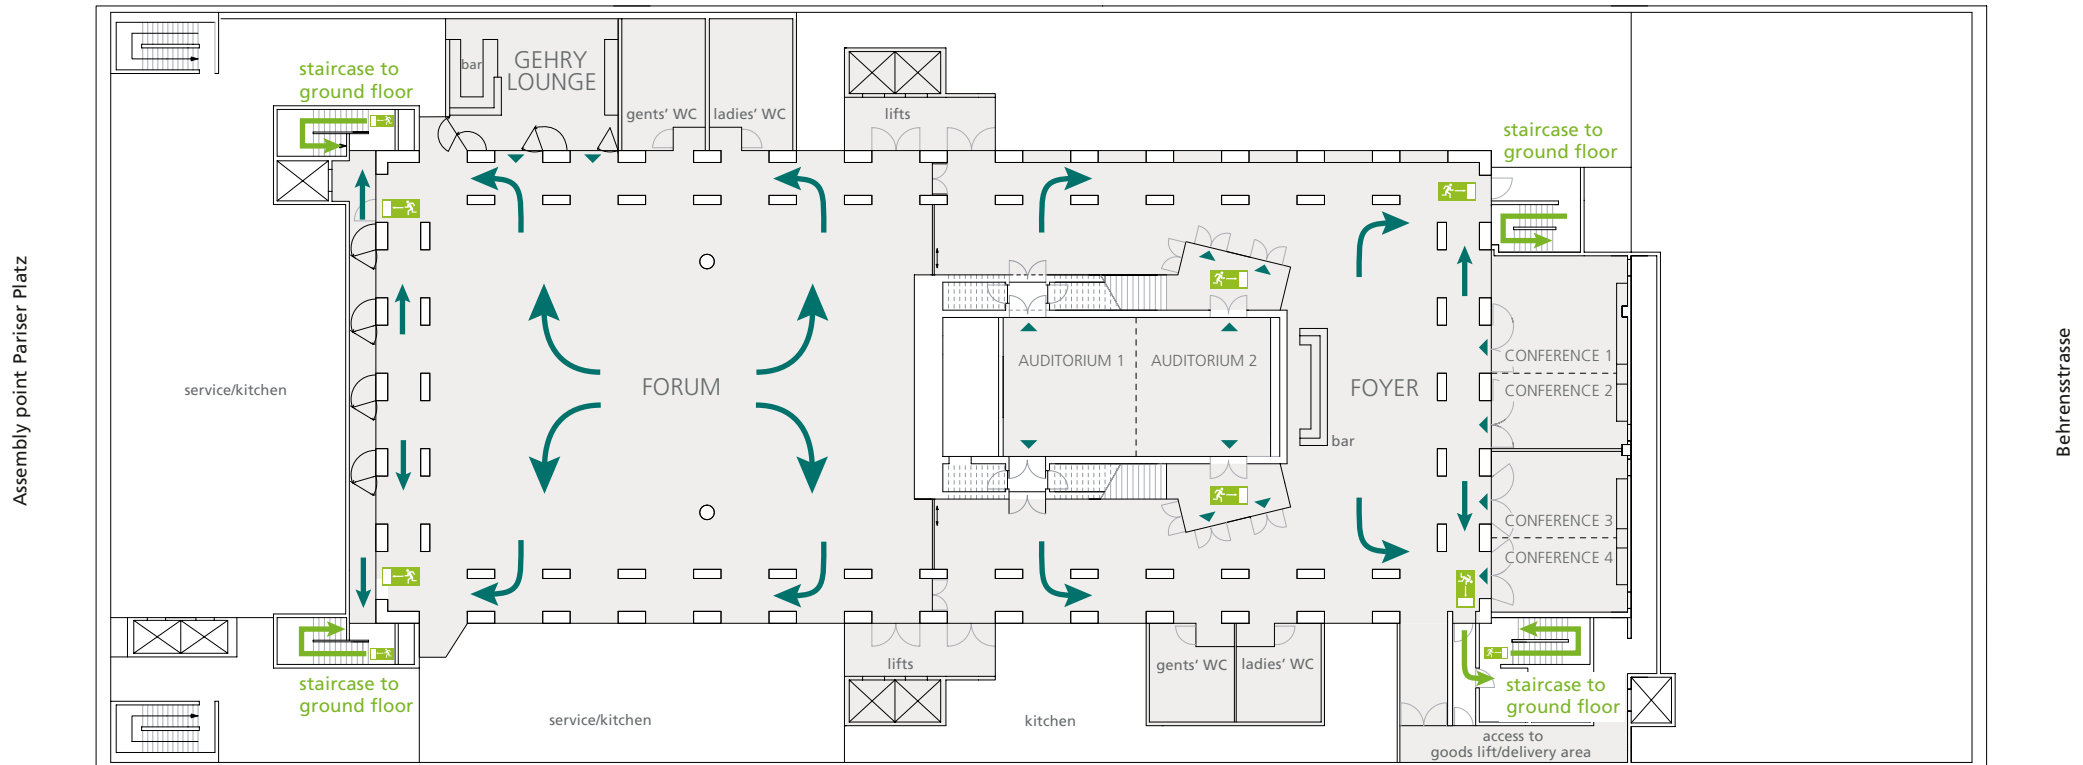 Assembly point Pariser Platz
staircase to
ground floor
bar
GEHRY
LOUNGE
gents’ WC
ladies’ WC
lifts
staircase to
ground floor
service/kitchen
FORUM
AUDITORIUM 1
AUDITORIUM 2
FOYER
bar
CONFERENCE 1
CONFERENCE 2
CONFERENCE 3
CONFERENCE 4
Behrensstrasse
staircase to
ground floor
service/kitchen
lifts
kitchen
gents’ WC
ladies’ WC
staircase to
ground floor
access to
goods lift/delivery area